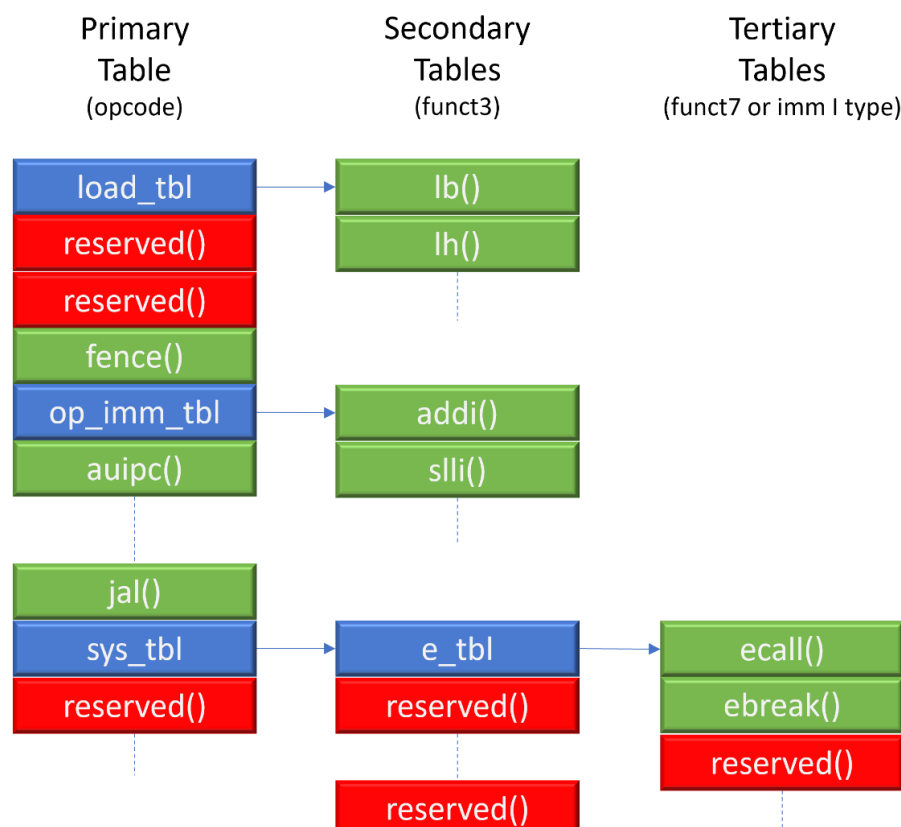 Primary
Table
(opcode)
Secondary
Tables
(funct3)
Tertiary
Tables
(funct7 or imm I type)
load_tbl
lb()
reserved()
lh()
reserved()
fence()
op_imm_tbl
addi()
auipc()
slli()
jal()
sys_tbl
e_tbl
ecall()
reserved()
reserved()
ebreak()
reserved()
reserved()